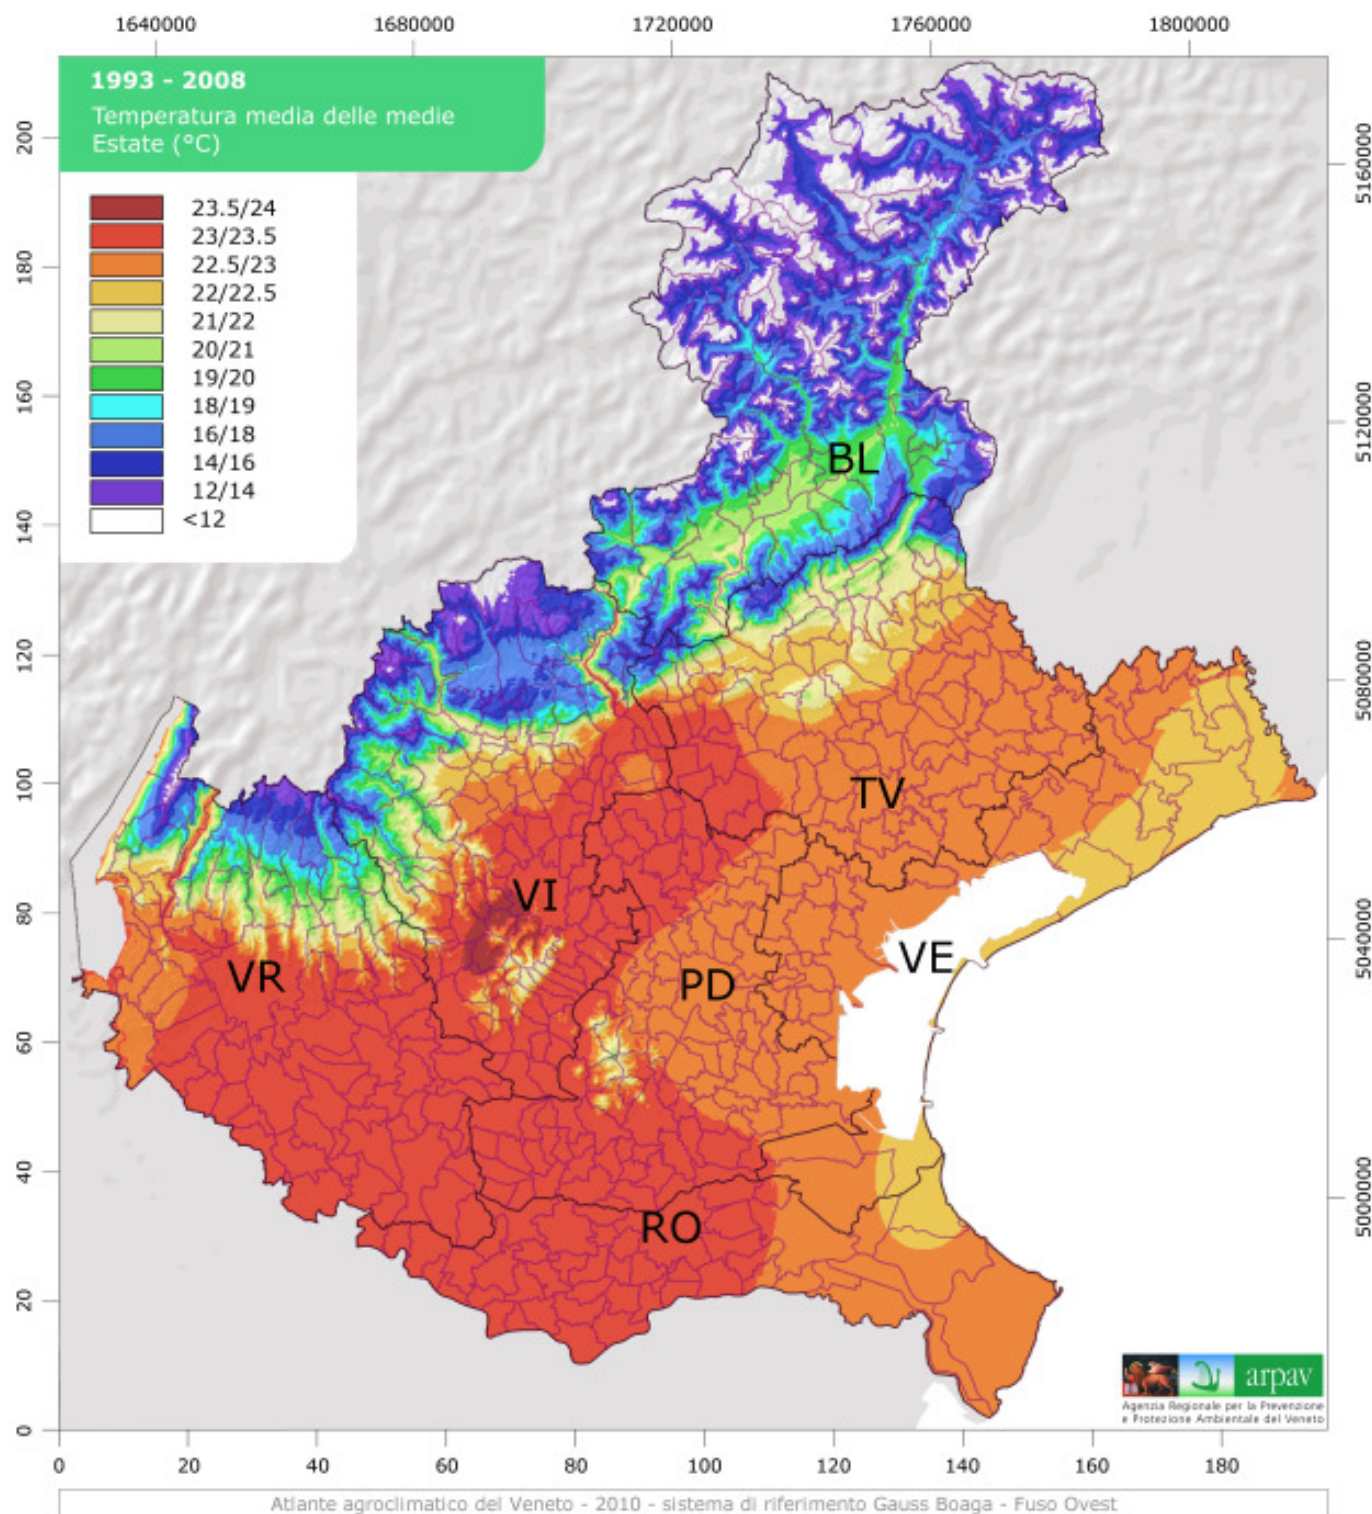 1640000 1680000 1720000 1760000 1800000
1993 - 2008
Temperatura media delle medie
Estate (°C)
23.5/24
23/23.5
22.5/23
22/22.5
21/22
20/21
19/20
18/19
16/18
14/16
12/14
<12
200
180
160
140
120
100
80
60
40
20
0
5160000
5120000
5080000
5040000
5000000
BL
TV
VI
VE
VR
PD
RO
arpav
Agenzia Regionale per la Prevenzione
e Protezione Ambientale del Veneto
0 20 40 60 80 100 120 140 160 180
Atlante agroclimatico del Veneto - 2010 - sistema di riferimento Gauss Boaga - Fuso Ovest